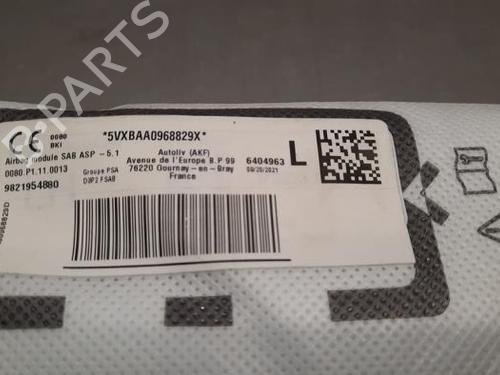 CE 0080
BKI
*5VXBAA0968829X*
Airbag module SAB ASP -5.1
0080.P1.11.0013
9821954880
Groupe PSA
D3P2 FSAB
Autoliv (AKF)
Avenue de l'Europe B.P 99
76220 Gournay-en-Bray
France
6404963
09/20/2021
L
B-PARTS